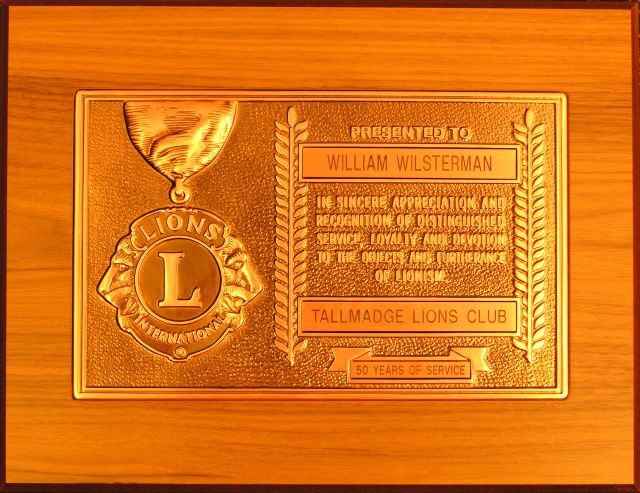 LIONS
L
INTERNATIONAL
PRESENTED TO
WILLIAM WILSTERMAN
IN SINCERE APPRECIATION AND
RECOGNITION OF DISTINGUISHED
SERVICE, LOYALTY AND DEVOTION
TO THE OBJECTS AND FURTHERANCE
OF LIONISM.
TALLMADGE LIONS CLUB
50 YEARS OF SERVICE